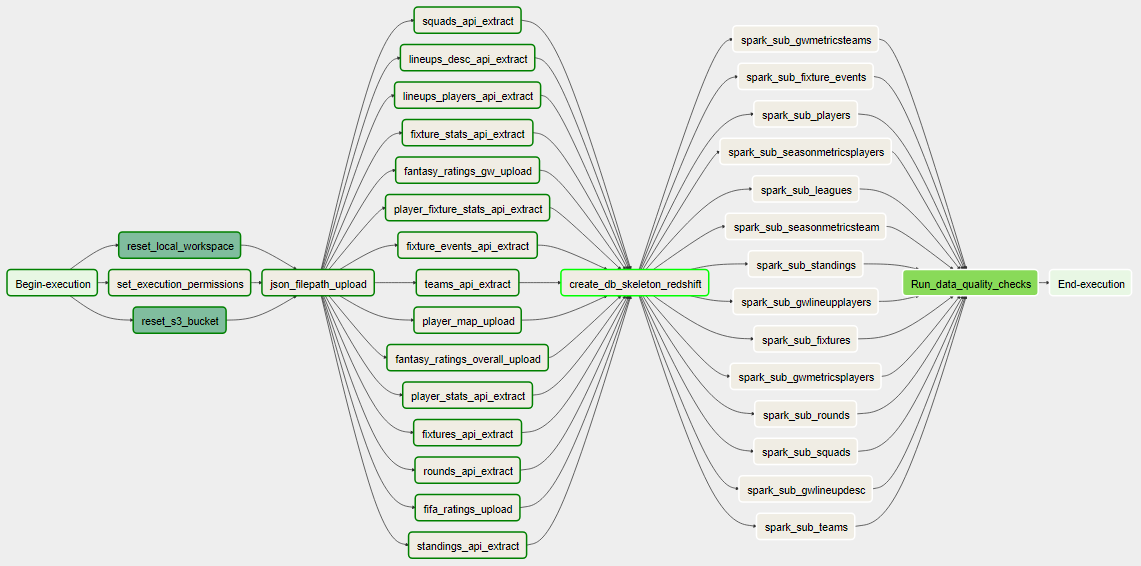 Begin-execution
reset_local_workspace
set_execution_permissions
reset_s3_bucket
json_filepath_upload
squads_api_extract
lineups_desc_api_extract
lineups_players_api_extract
fixture_stats_api_extract
fantasy_ratings_gw_upload
player_fixture_stats_api_extract
fixture_events_api_extract
teams_api_extract
player_map_upload
fantasy_ratings_overall_upload
player_stats_api_extract
fixtures_api_extract
rounds_api_extract
fifa_ratings_upload
standings_api_extract
create_db_skeleton_redshift
spark_sub_gwmetricsteams
spark_sub_fixture_events
spark_sub_players
spark_sub_seasonmetricsplayers
spark_sub_leagues
spark_sub_seasonmetricsteam
spark_sub_standings
spark_sub_gwlineupplayers
spark_sub_fixtures
spark_sub_gwmetricsplayers
spark_sub_rounds
spark_sub_squads
spark_sub_gwlineupdesc
spark_sub_teams
Run_data_quality_checks
End-execution